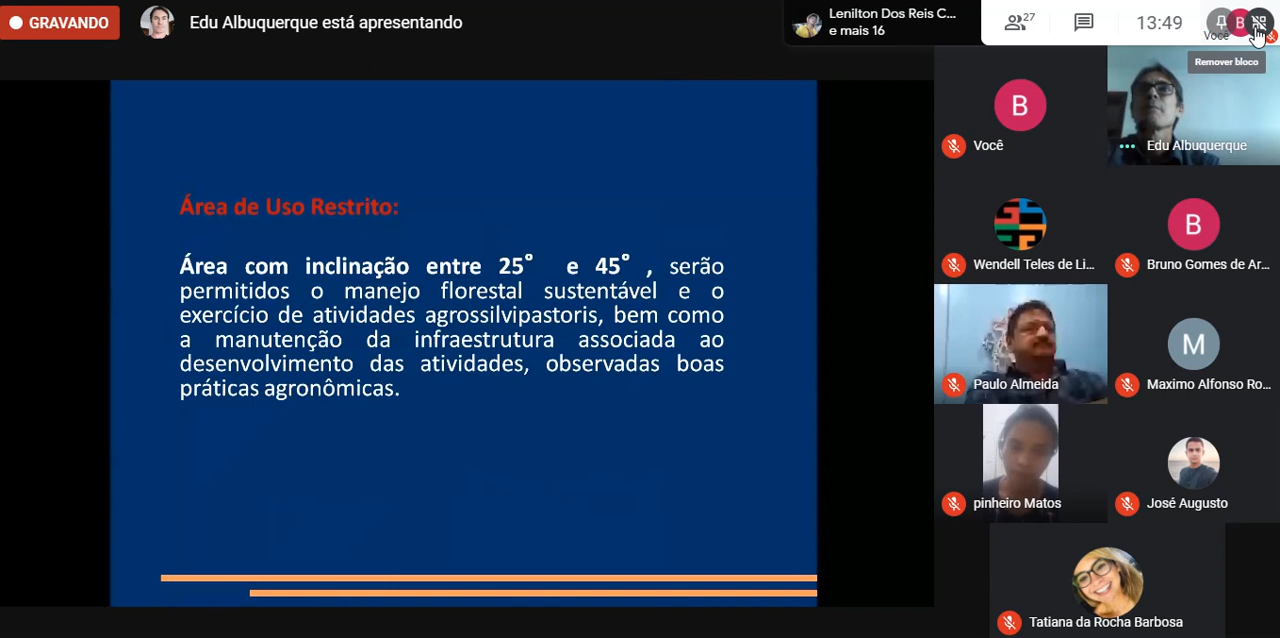 GRAVANDO
Edu Albuquerque está apresentando
Lenilton Dos Reis C...
e mais 16
27
13:49
B
Você
Remover bloco
B
Você
Edu Albuquerque
Wendell Teles de Li...
B
Bruno Gomes de Ar...
Paulo Almeida
M
Maximo Alfonso Ro...
pinheiro Matos
José Augusto
Tatiana da Rocha Barbosa
Área de Uso Restrito:
Área com inclinação entre 25° e 45° , serão
permitidos o manejo florestal sustentável e o
exercício de atividades agrossilvipastoris, bem como
a manutenção da infraestrutura associada ao
desenvolvimento das atividades, observadas boas
práticas agronômicas.